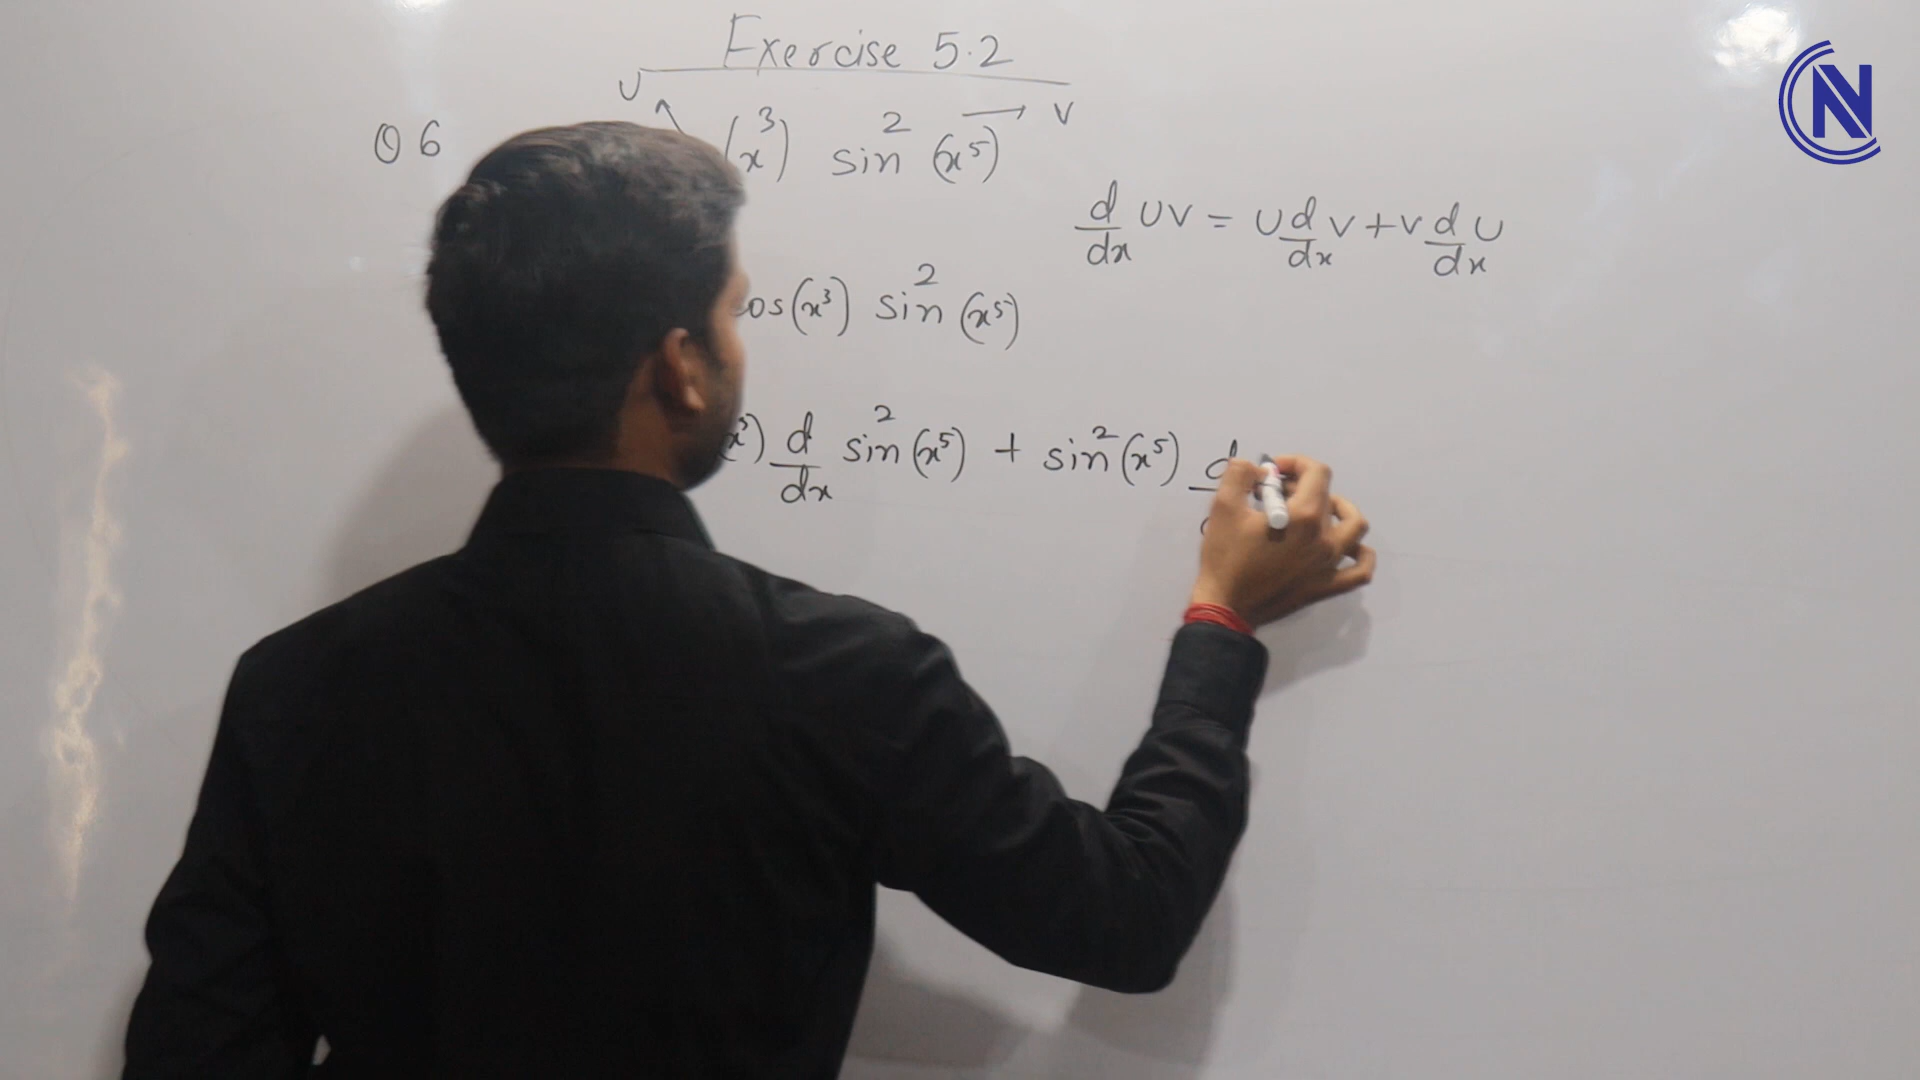 Exercise 5.2
U V
Q 6 (x³) sin² (x⁵)
d/dx UV = U d/dx V + V d/dx U
os(x³) sin² (x⁵)
x³) d/dx sin² (x⁵) + sin² (x⁵) d
N